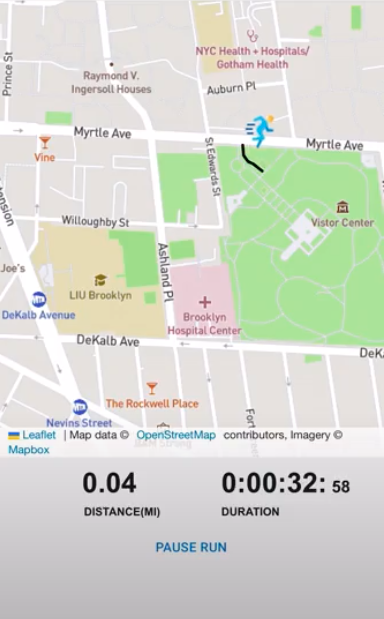 Prince St
NYC Health + Hospitals/
Gotham Health
Raymond V.
Ingersoll Houses
Auburn Pl
Myrtle Ave
Myrtle Ave
Vine
St Edwards St
Willoughby St
Vistor Center
Ashland Pl
Joe's
LIU Brooklyn
DeKalb Avenue
Brooklyn
Hospital Center
DeKalb Ave
DeK
The Rockwell Place
Nevins Street
Fort
Leaflet | Map data © OpenStreetMap contributors, Imagery ©
Mapbox
0.04
0:00:32: 58
DISTANCE(MI)
DURATION
PAUSE RUN